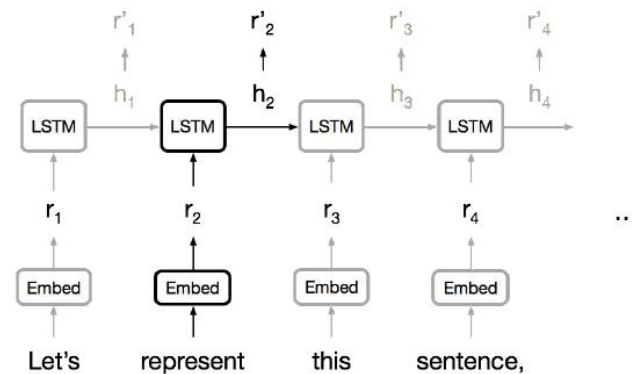 r'₁ r'₂ r'₃ r'₄
h₁ h₂ h₃ h₄
LSTM LSTM LSTM LSTM
r₁ r₂ r₃ r₄ ..
Embed Embed Embed Embed
Let's represent this sentence,